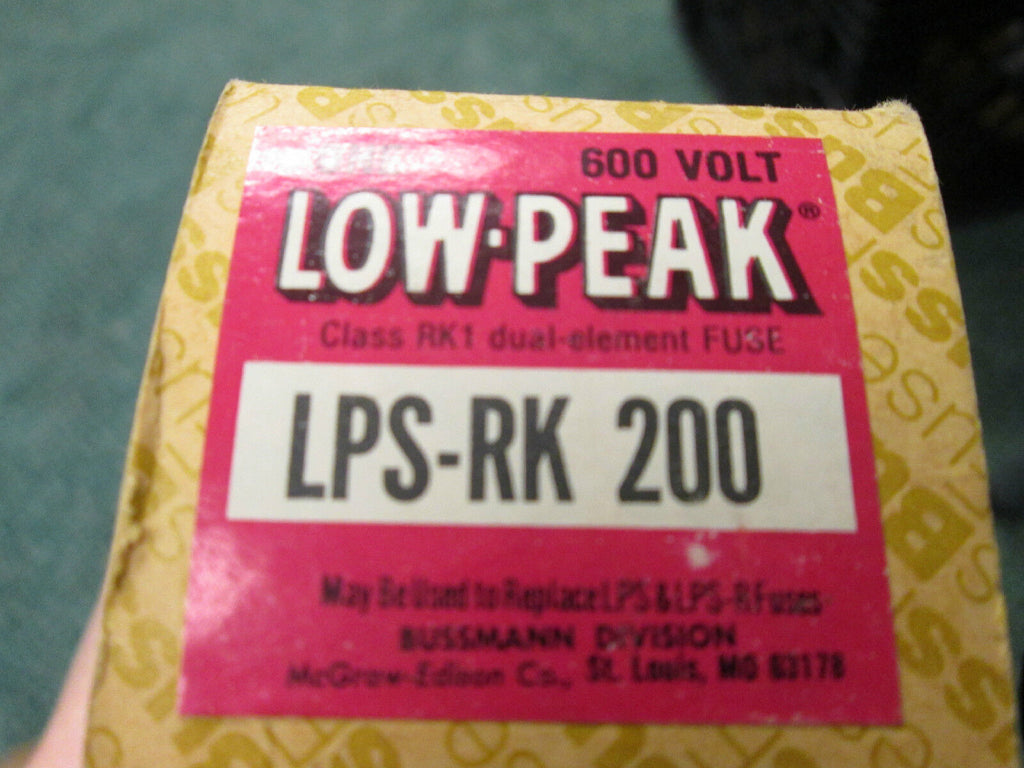 600 VOLT
LOW-PEAK®
Class RK1 dual-element FUSE
LPS-RK 200
May Be Used to Replace LPS & LPS-R Fuses
BUSSMANN DIVISION
McGraw-Edison Co., St. Louis, MO 63178